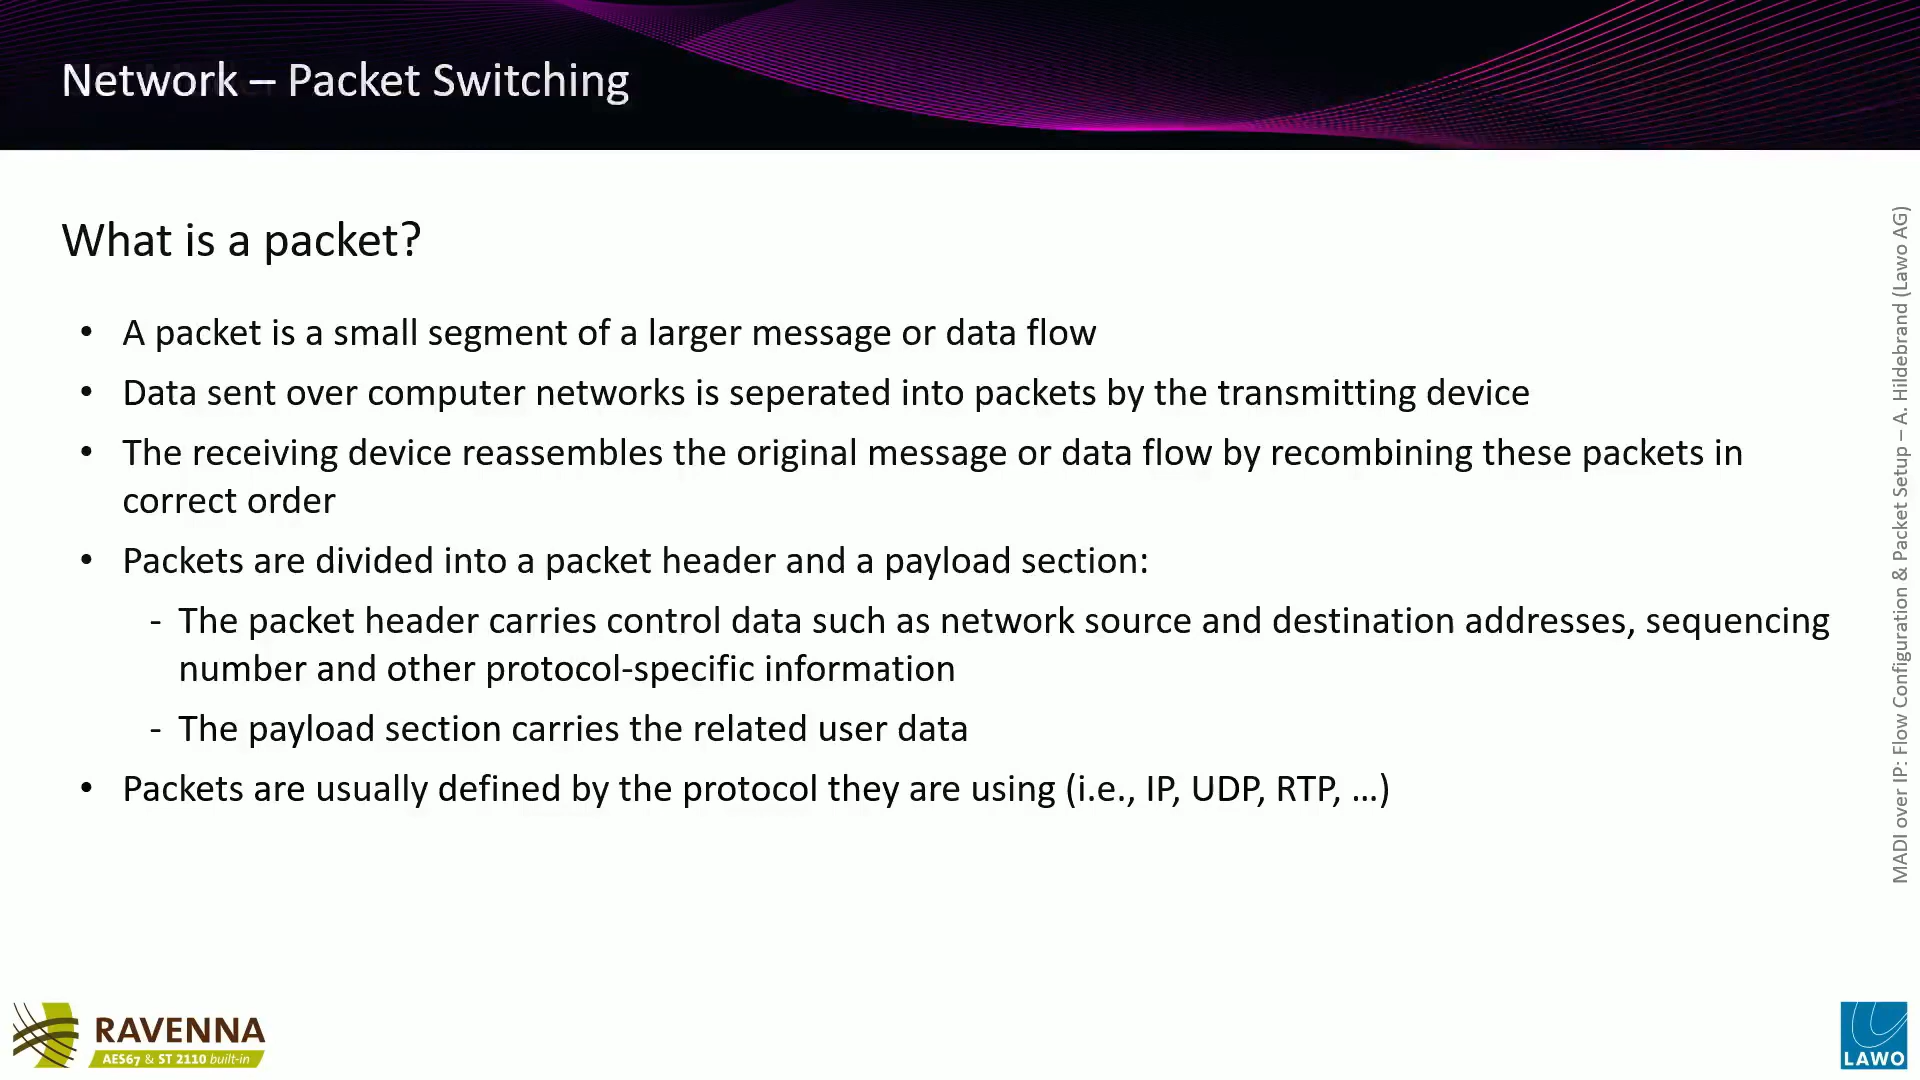 Network – Packet Switching
What is a packet?
• A packet is a small segment of a larger message or data flow
• Data sent over computer networks is seperated into packets by the transmitting device
• The receiving device reassembles the original message or data flow by recombining these packets in
correct order
• Packets are divided into a packet header and a payload section:
- The packet header carries control data such as network source and destination addresses, sequencing
number and other protocol-specific information
- The payload section carries the related user data
• Packets are usually defined by the protocol they are using (i.e., IP, UDP, RTP, ...)
MADI over IP: Flow Configuration & Packet Setup – A. Hildebrand (Lawo AG)
RAVENNA
AES67 & ST 2110 built-in
LAWO